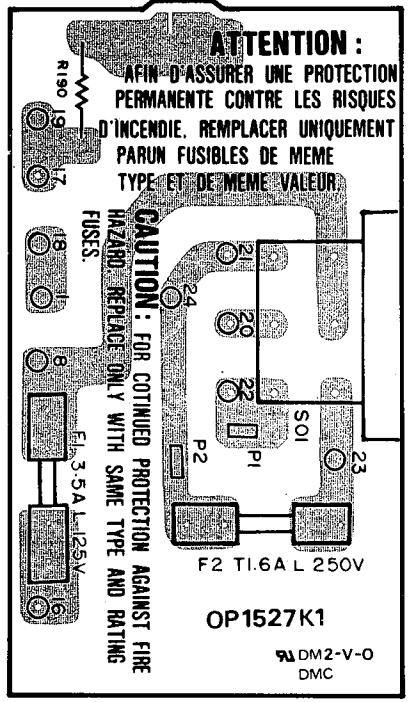 ATTENTION :
AFIN D'ASSURER UNE PROTECTION
PERMANENTE CONTRE LES RISQUES
D'INCENDIE, REMPLACER UNIQUEMENT
PARUN FUSIBLES DE MEME
TYPE ET DE MEME VALEUR.
R190
19
17
18
1
8
CAUTION : FOR COTINUED PROTECTION AGAINST FIRE
HAZARD. REPLACE ONLY WITH SAME TYPE AND RATING
FUSES.
21
24
20
22
SO1
P1
P2
23
F1 3.5A L 125V
16
F2 T1.6A L 250V
OP1527K1
DM2-V-0
DMC